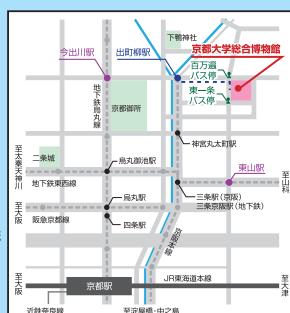 下鴨神社
京都大学総合博物館
今出川駅
出町柳駅
百万遍
バス停
東一条
バス停
地下鉄烏丸線
京都御所
神宮丸太町駅
二条城
至太秦天神川
烏丸御池駅
東山駅
地下鉄東西線
至山科
烏丸駅
三条駅(京阪)
三条京阪駅(地下鉄)
至大阪
阪急京都線
四条駅
京阪本線
至大阪
京都駅
JR東海道本線
至大津
近鉄奈良線
至淀屋橋・中之島